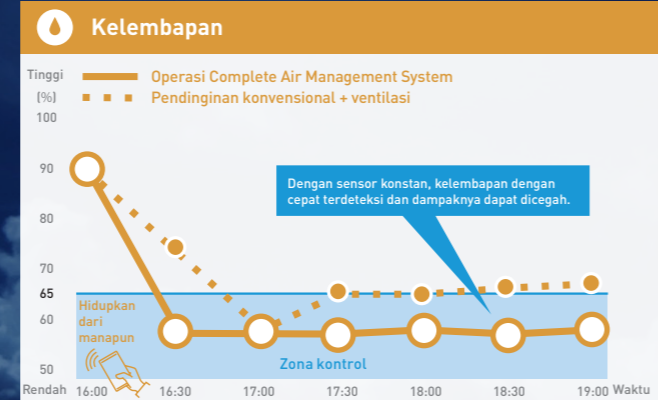 Kelembapan
Tinggi
(%)
Operasi Complete Air Management System
Pendinginan konvensional + ventilasi
100
90
80
70
65
60
50
Dengan sensor konstan, kelembapan dengan
cepat terdeteksi dan dampaknya dapat dicegah.
Hidupkan
dari
manapun
Zona kontrol
Rendah 16:00 16:30 17:00 17:30 18:00 18:30 19:00 Waktu